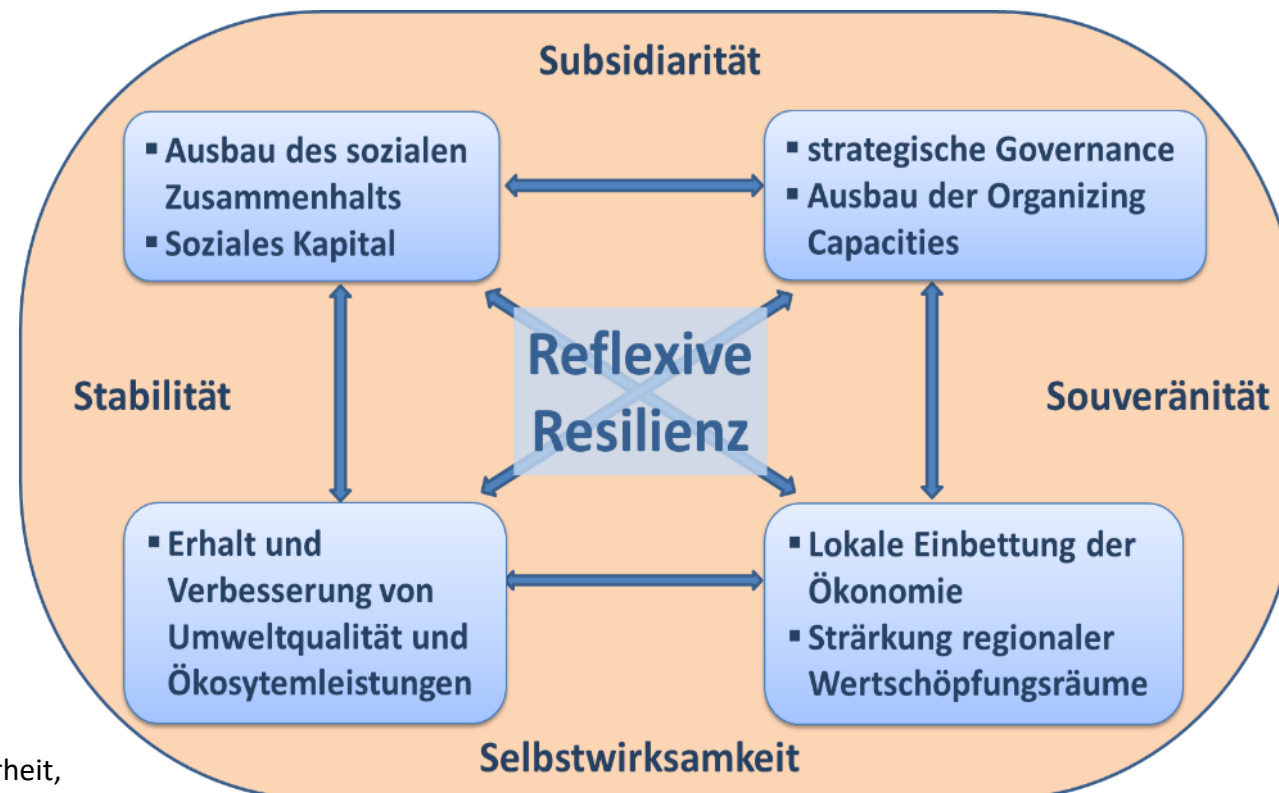 Subsidiarität
▪ Ausbau des sozialen
Zusammenhalts
▪ Soziales Kapital
▪ strategische Governance
▪ Ausbau der Organizing
Capacities
Reflexive
Resilienz
Stabilität
Souveränität
▪ Erhalt und
Verbesserung von
Umweltqualität und
Ökosytemleistungen
▪ Lokale Einbettung der
Ökonomie
▪ Strärkung regionaler
Wertschöpfungsräume
Selbstwirksamkeit
rheit,